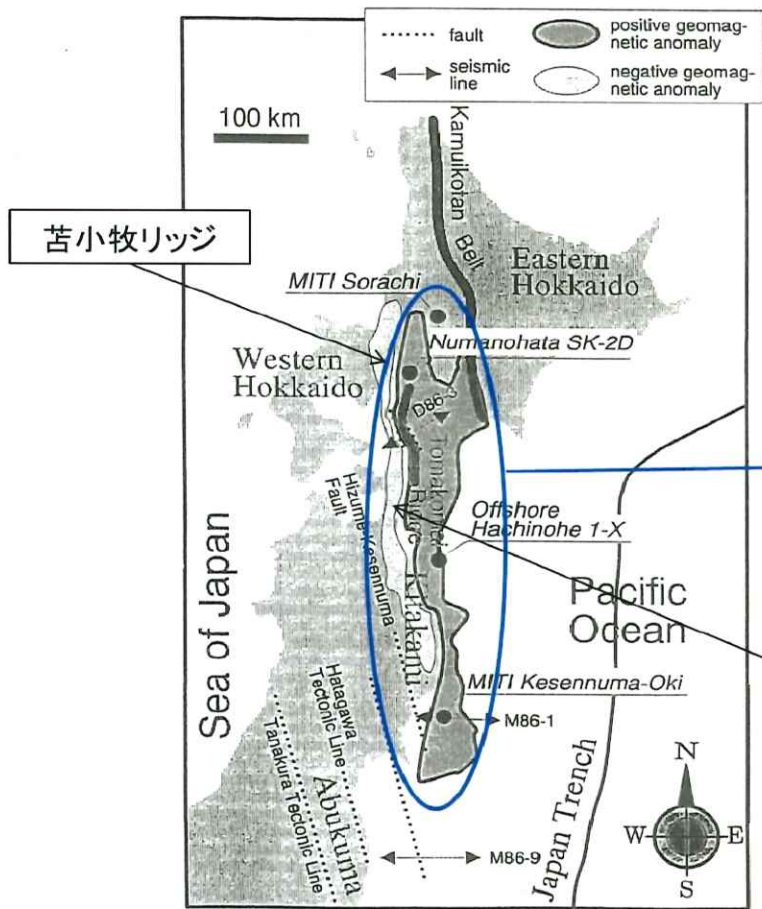 fault
positive geomag-
netic anomaly
seismic
line
negative geomag-
netic anomaly
100 km
Kamuikotan
Belt
苫小牧リッジ
Eastern
Hokkaido
MITI Sorachi
Numanohata SK-2D
Western
Hokkaido
D86-3
Tomakomai
Ridge
Hizume-Kesennuma
Fault
Offshore
Hachinohe 1-X
Kitakami
Pacific
Ocean
Sea of Japan
MITI Kesennuma-Oki
M86-1
Hatagawa
Tectonic Line
Tanakura Tectonic Line
Abukuma
Japan Trench
M86-9
N
W
E
S